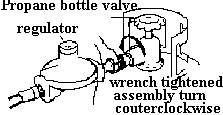 Propane bottle valve
regulator
wrench tightened
assembly turn
couterclockwise